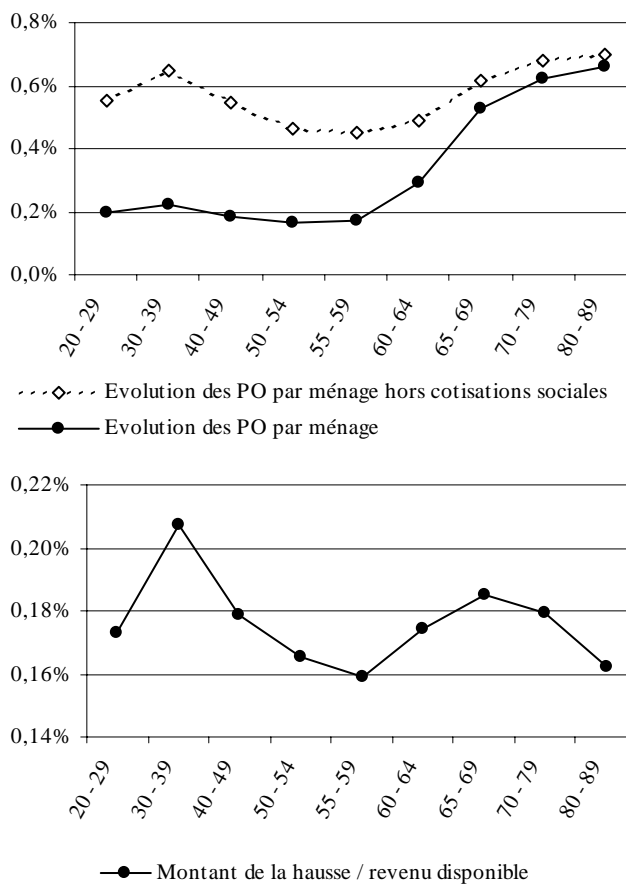 0,8%
0,6%
0,4%
0,2%
0,0%
20 - 29
30 - 39
40 - 49
50 - 54
55 - 59
60 - 64
65 - 69
70 - 79
80 - 89
Evolution des PO par ménage hors cotisations sociales
Evolution des PO par ménage
0,22%
0,20%
0,18%
0,16%
0,14%
20 - 29
30 - 39
40 - 49
50 - 54
55 - 59
60 - 64
65 - 69
70 - 79
80 - 89
Montant de la hausse / revenu disponible